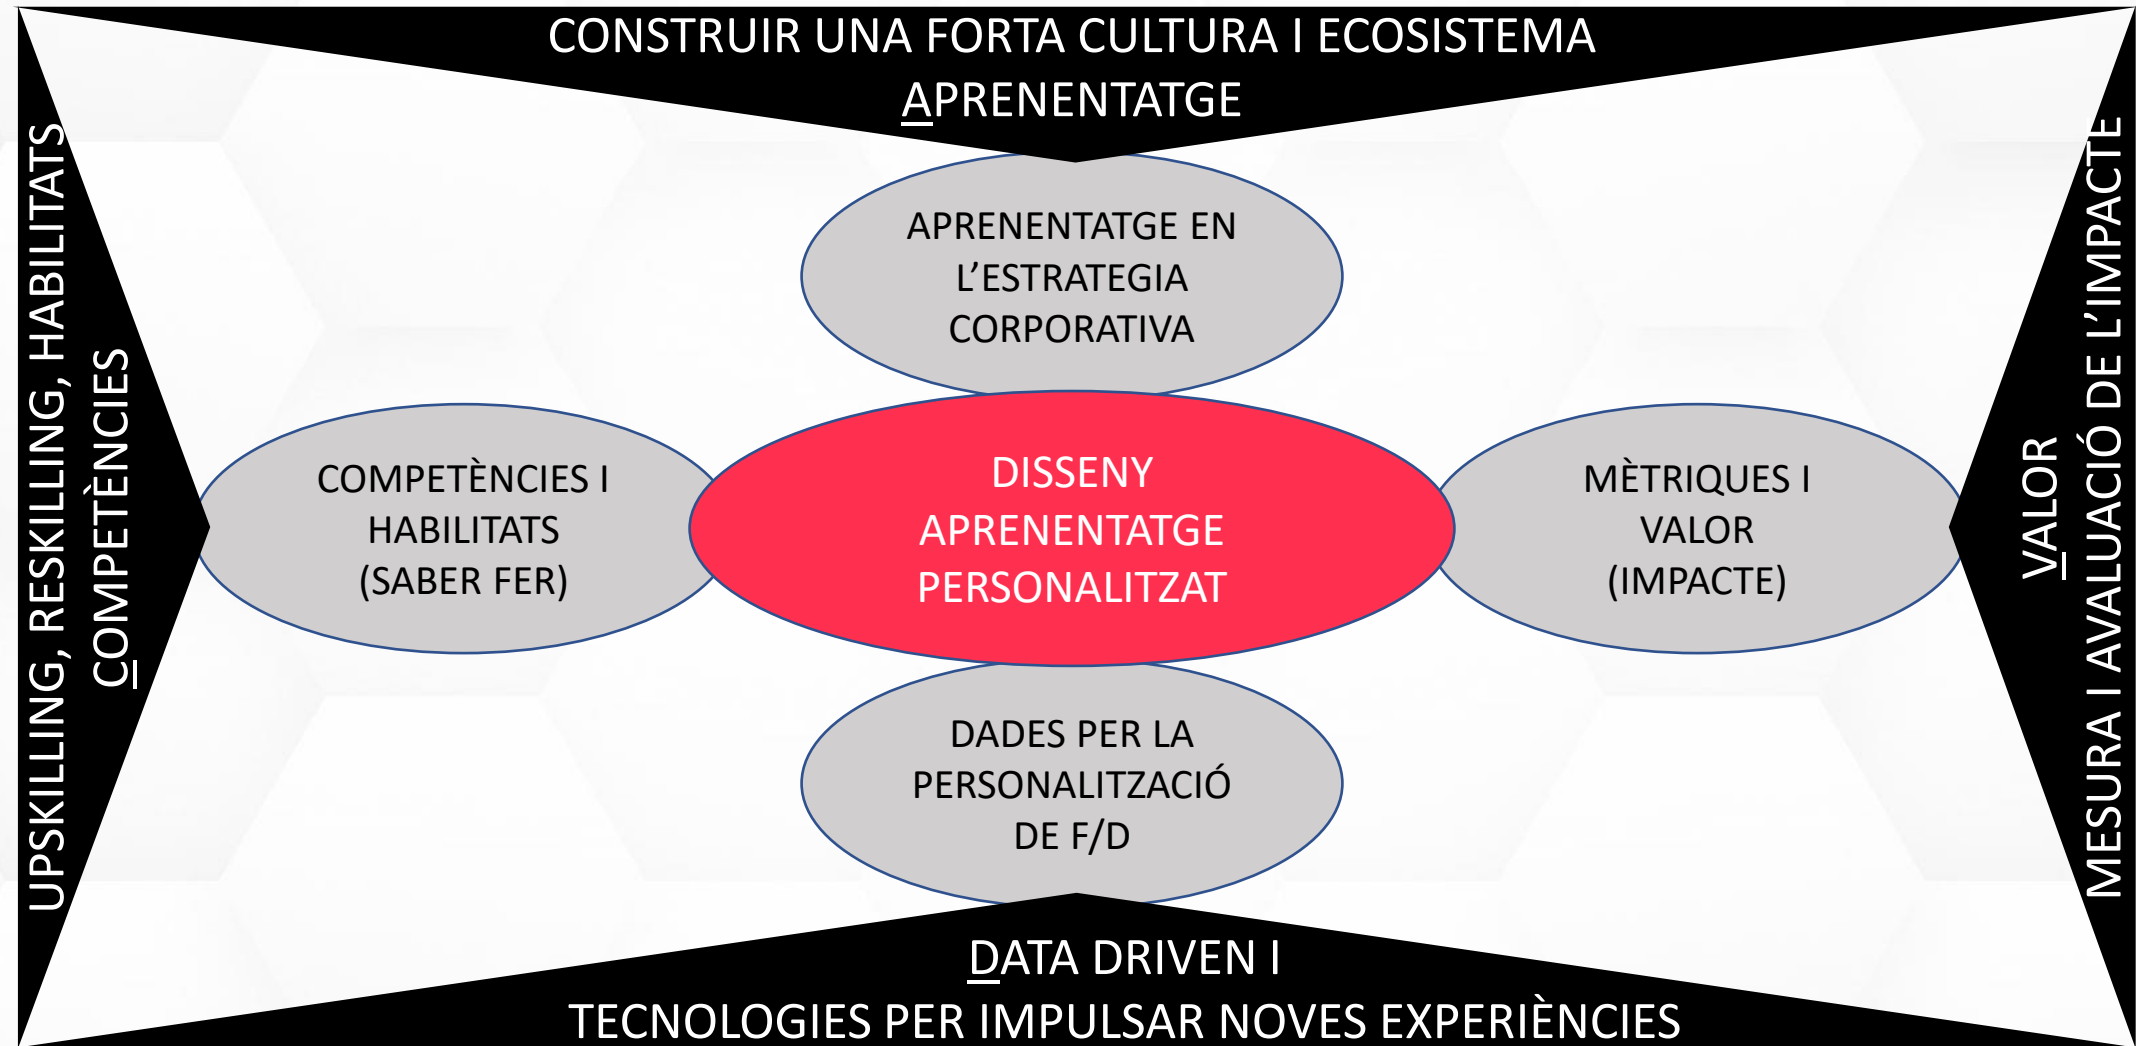 CONSTRUIR UNA FORTA CULTURA I ECOSISTEMA
APRENENTATGE
UPSKILLING, RESKILLING, HABILITATS
COMPETÈNCIES
APRENENTATGE EN
L’ESTRATEGIA
CORPORATIVA
COMPETÈNCIES I
HABILITATS
(SABER FER)
DISSENY
APRENENTATGE
PERSONALITZAT
MÈTRIQUES I
VALOR
(IMPACTE)
DADES PER LA
PERSONALITZACIÓ
DE F/D
VALOR
MESURA I AVALUACIÓ DE L’IMPACTE
DATA DRIVEN I
TECNOLOGIES PER IMPULSAR NOVES EXPERIÈNCIES